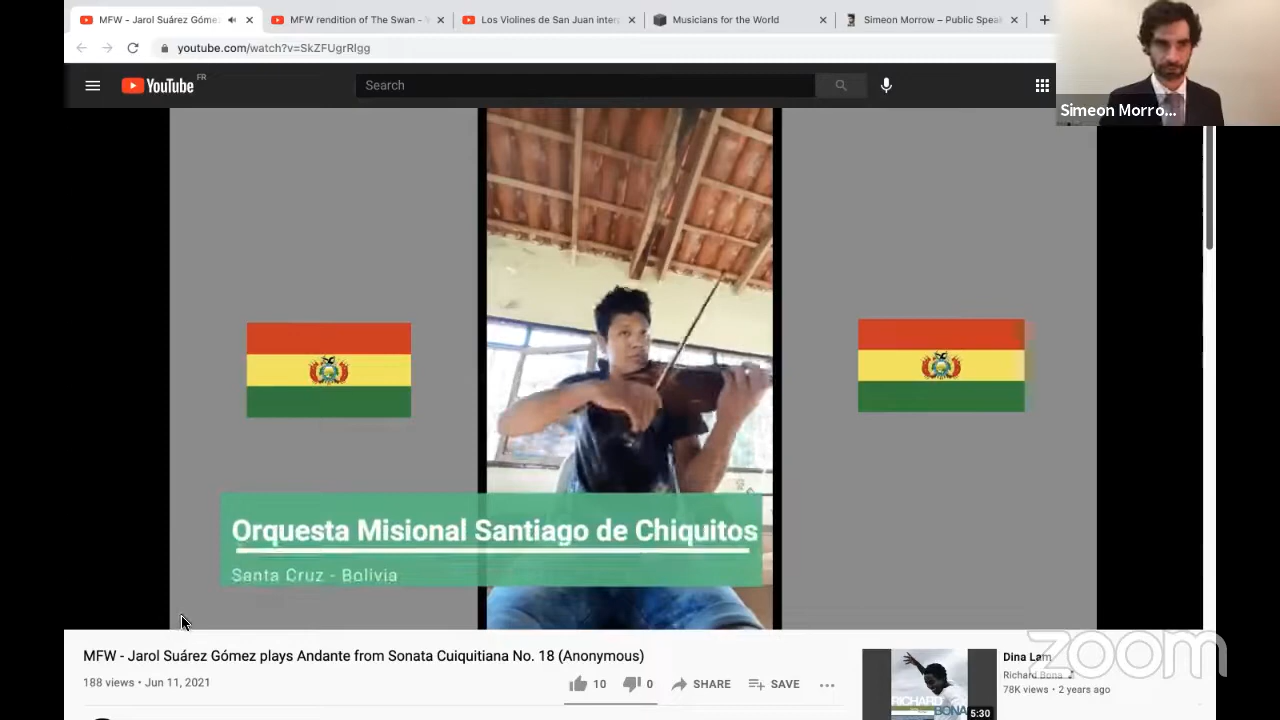 MFW - Jarol Suárez Góme
MFW rendition of The Swan - V
Los Violines de San Juan inter
Musicians for the World
Simeon Morrow – Public Speak
youtube.com/watch?v=SkZFUgrRlgg
YouTube FR
Search
Simeon Morro...
Orquesta Misional Santiago de Chiquitos
Santa Cruz - Bolivia
MFW - Jarol Suárez Gómez plays Andante from Sonata Cuiquitiana No. 18 (Anonymous)
188 views • Jun 11, 2021
10
0
SHARE
SAVE
Dina Lam
Richard Bona
78K views • 2 years ago
RICHARD
BONA
5:30
zoom